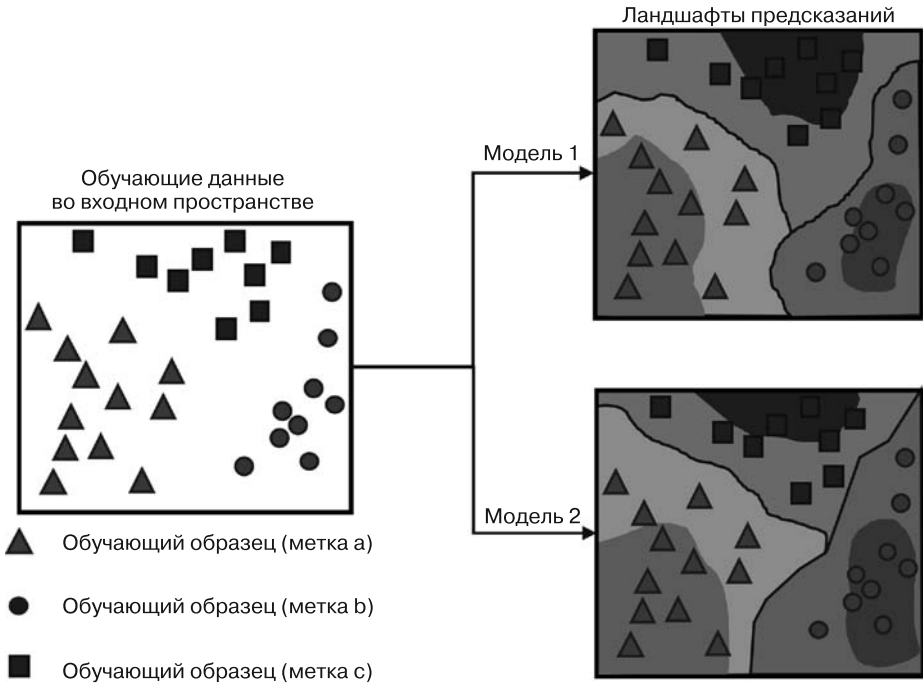 Ландшафты предсказаний
Модель 1
Обучающие данные
во входном пространстве
Модель 2
Обучающий образец (метка a)
Обучающий образец (метка b)
Обучающий образец (метка c)